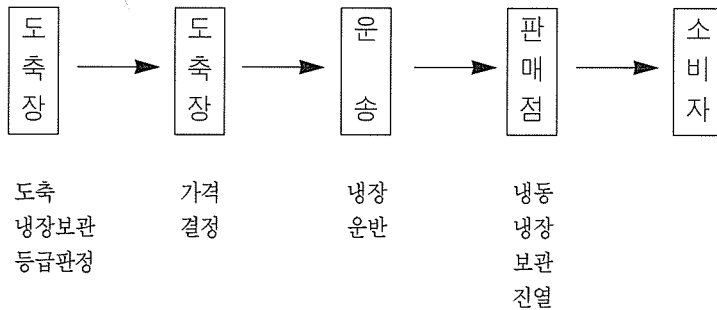 도축장
도축장
운송
판매점
소비자
도축
냉장보관
등급판정
가격
결정
냉장
운반
냉동
냉장
보관
진열